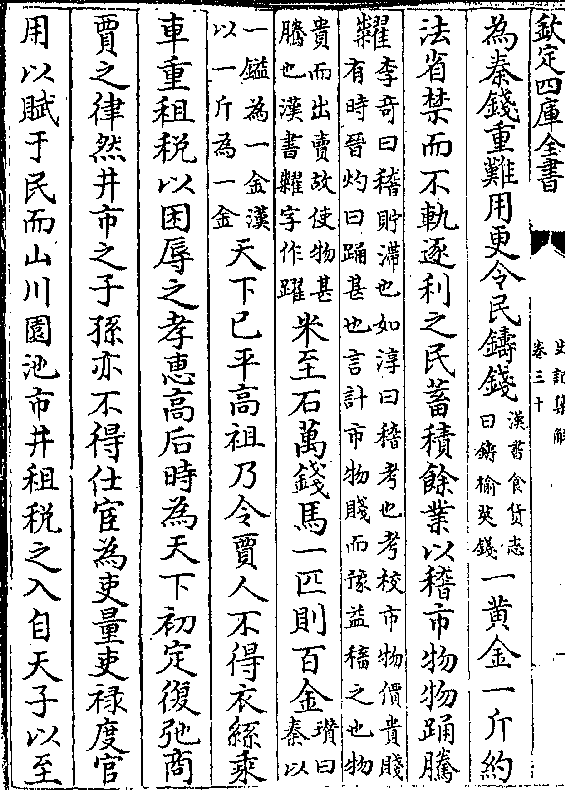 欽定四庫全書
史記集解
卷三十
一
為秦錢重難用更令民鑄錢漢書食貨志曰鑄榆莢錢一黃金一斤約
法省禁而不軌逐利之民蓄積餘業以稽市物物踊騰
糶李奇曰稽貯滯也如淳曰稽考也考校市物價貴賤有時晉灼曰踊甚也言計市物賤而豫益稽之也物
貴而出賣故使物甚騰也漢書糶字作躍米至石萬錢馬一匹則百金瓚曰秦以
一鎰為一金漢以一斤為一金天下已平高祖乃令賈人不得衣絲乘
車重租稅以困辱之孝惠高后時為天下初定復弛商
賈之律然井市之子孫亦不得仕宦為吏量吏祿度官
用以賦于民而山川園池市井租稅之入自天子以至